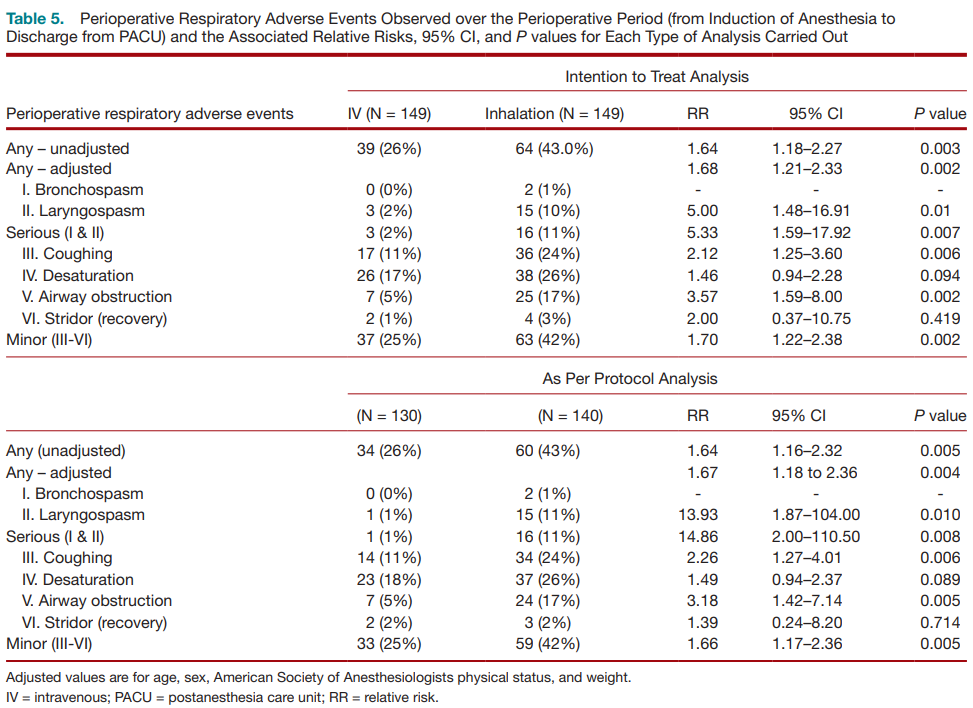 Table 5. Perioperative Respiratory Adverse Events Observed over the Perioperative Period (from Induction of Anesthesia to
Discharge from PACU) and the Associated Relative Risks, 95% CI, and P values for Each Type of Analysis Carried Out
Intention to Treat Analysis
Perioperative respiratory adverse events IV (N = 149) Inhalation (N = 149) RR 95% CI P value
Any – unadjusted 39 (26%) 64 (43.0%) 1.64 1.18–2.27 0.003
Any – adjusted 1.68 1.21–2.33 0.002
I. Bronchospasm 0 (0%) 2 (1%) - - -
II. Laryngospasm 3 (2%) 15 (10%) 5.00 1.48–16.91 0.01
Serious (I & II) 3 (2%) 16 (11%) 5.33 1.59–17.92 0.007
III. Coughing 17 (11%) 36 (24%) 2.12 1.25–3.60 0.006
IV. Desaturation 26 (17%) 38 (26%) 1.46 0.94–2.28 0.094
V. Airway obstruction 7 (5%) 25 (17%) 3.57 1.59–8.00 0.002
VI. Stridor (recovery) 2 (1%) 4 (3%) 2.00 0.37–10.75 0.419
Minor (III-VI) 37 (25%) 63 (42%) 1.70 1.22–2.38 0.002
As Per Protocol Analysis
(N = 130) (N = 140) RR 95% CI P value
Any (unadjusted) 34 (26%) 60 (43%) 1.64 1.16–2.32 0.005
Any – adjusted 1.67 1.18 to 2.36 0.004
I. Bronchospasm 0 (0%) 2 (1%) - - -
II. Laryngospasm 1 (1%) 15 (11%) 13.93 1.87–104.00 0.010
Serious (I & II) 1 (1%) 16 (11%) 14.86 2.00–110.50 0.008
III. Coughing 14 (11%) 34 (24%) 2.26 1.27–4.01 0.006
IV. Desaturation 23 (18%) 37 (26%) 1.49 0.94–2.37 0.089
V. Airway obstruction 7 (5%) 24 (17%) 3.18 1.42–7.14 0.005
VI. Stridor (recovery) 2 (2%) 3 (2%) 1.39 0.24–8.20 0.714
Minor (III-VI) 33 (25%) 59 (42%) 1.66 1.17–2.36 0.005
Adjusted values are for age, sex, American Society of Anesthesiologists physical status, and weight.
IV = intravenous; PACU = postanesthesia care unit; RR = relative risk.